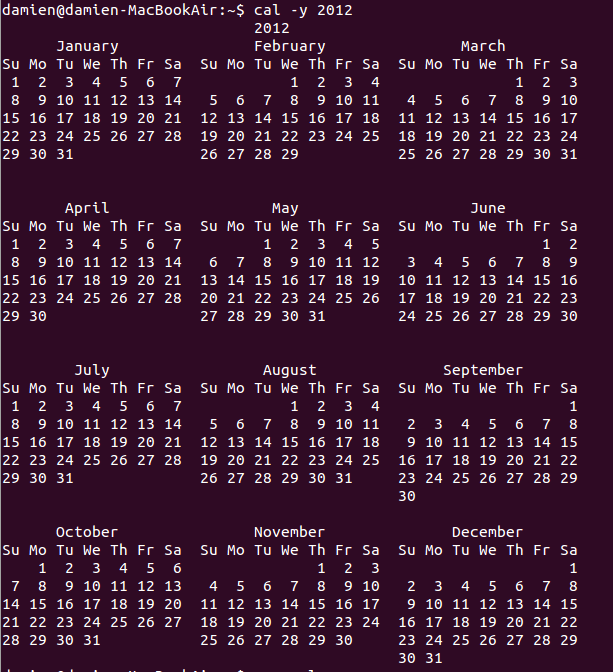 damien@damien-MacBookAir:~$ cal -y 2012
                            2012
      January               February               March
Su Mo Tu We Th Fr Sa  Su Mo Tu We Th Fr Sa  Su Mo Tu We Th Fr Sa
 1  2  3  4  5  6  7            1  2  3  4               1  2  3
 8  9 10 11 12 13 14   5  6  7  8  9 10 11   4  5  6  7  8  9 10
15 16 17 18 19 20 21  12 13 14 15 16 17 18  11 12 13 14 15 16 17
22 23 24 25 26 27 28  19 20 21 22 23 24 25  18 19 20 21 22 23 24
29 30 31              26 27 28 29           25 26 27 28 29 30 31
       April                  May                   June
Su Mo Tu We Th Fr Sa  Su Mo Tu We Th Fr Sa  Su Mo Tu We Th Fr Sa
 1  2  3  4  5  6  7         1  2  3  4  5                  1  2
 8  9 10 11 12 13 14   6  7  8  9 10 11 12   3  4  5  6  7  8  9
15 16 17 18 19 20 21  13 14 15 16 17 18 19  10 11 12 13 14 15 16
22 23 24 25 26 27 28  20 21 22 23 24 25 26  17 18 19 20 21 22 23
29 30                 27 28 29 30 31        24 25 26 27 28 29 30
        July                 August              September
Su Mo Tu We Th Fr Sa  Su Mo Tu We Th Fr Sa  Su Mo Tu We Th Fr Sa
 1  2  3  4  5  6  7            1  2  3  4                     1
 8  9 10 11 12 13 14   5  6  7  8  9 10 11   2  3  4  5  6  7  8
15 16 17 18 19 20 21  12 13 14 15 16 17 18   9 10 11 12 13 14 15
22 23 24 25 26 27 28  19 20 21 22 23 24 25  16 17 18 19 20 21 22
29 30 31              26 27 28 29 30 31     23 24 25 26 27 28 29
                                            30
      October               November              December
Su Mo Tu We Th Fr Sa  Su Mo Tu We Th Fr Sa  Su Mo Tu We Th Fr Sa
    1  2  3  4  5  6               1  2  3                     1
 7  8  9 10 11 12 13   4  5  6  7  8  9 10   2  3  4  5  6  7  8
14 15 16 17 18 19 20  11 12 13 14 15 16 17   9 10 11 12 13 14 15
21 22 23 24 25 26 27  18 19 20 21 22 23 24  16 17 18 19 20 21 22
28 29 30 31           25 26 27 28 29 30     23 24 25 26 27 28 29
                                            30 31